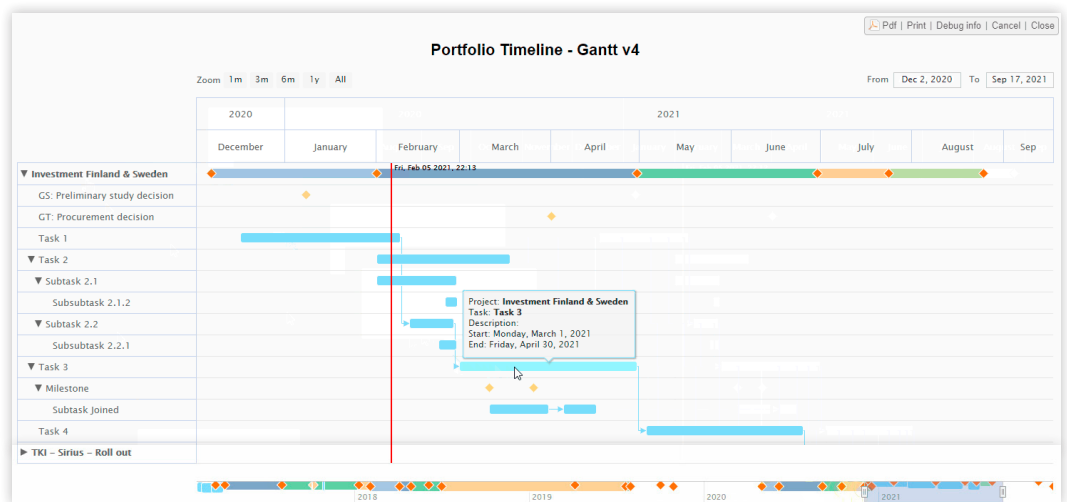 Pdf | Print | Debug info | Cancel | Close
Portfolio Timeline - Gantt v4
Zoom 1m 3m 6m 1y All
From Dec 2, 2020 To Sep 17, 2021
2020 2021
December January February March April May June July August Sep
Fri, Feb 05 2021, 22:13
▼ Investment Finland & Sweden
GS: Preliminary study decision
GT: Procurement decision
Task 1
▼ Task 2
▼ Subtask 2.1
Subsubtask 2.1.2
▼ Subtask 2.2
Subsubtask 2.2.1
▼ Task 3
▼ Milestone
Subtask Joined
Task 4
▶ TKI – Sirius – Roll out
Project: Investment Finland & Sweden
Task: Task 3
Description:
Start: Monday, March 1, 2021
End: Friday, April 30, 2021
2018 2019 2020 2021